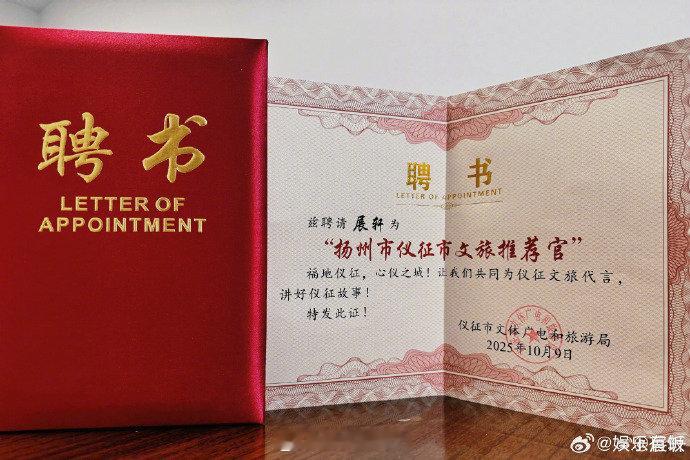 聘书
LETTER OF
APPOINTMENT
聘书
LETTER OF APPOINTMENT
兹聘请 展轩 为
“扬州市仪征市文旅推荐官”
福地仪征，心仪之城！让我们共同为仪征文旅代言，
讲好仪征故事！
特发此证！
仪征市文体广电和旅游局
2025年10月9日